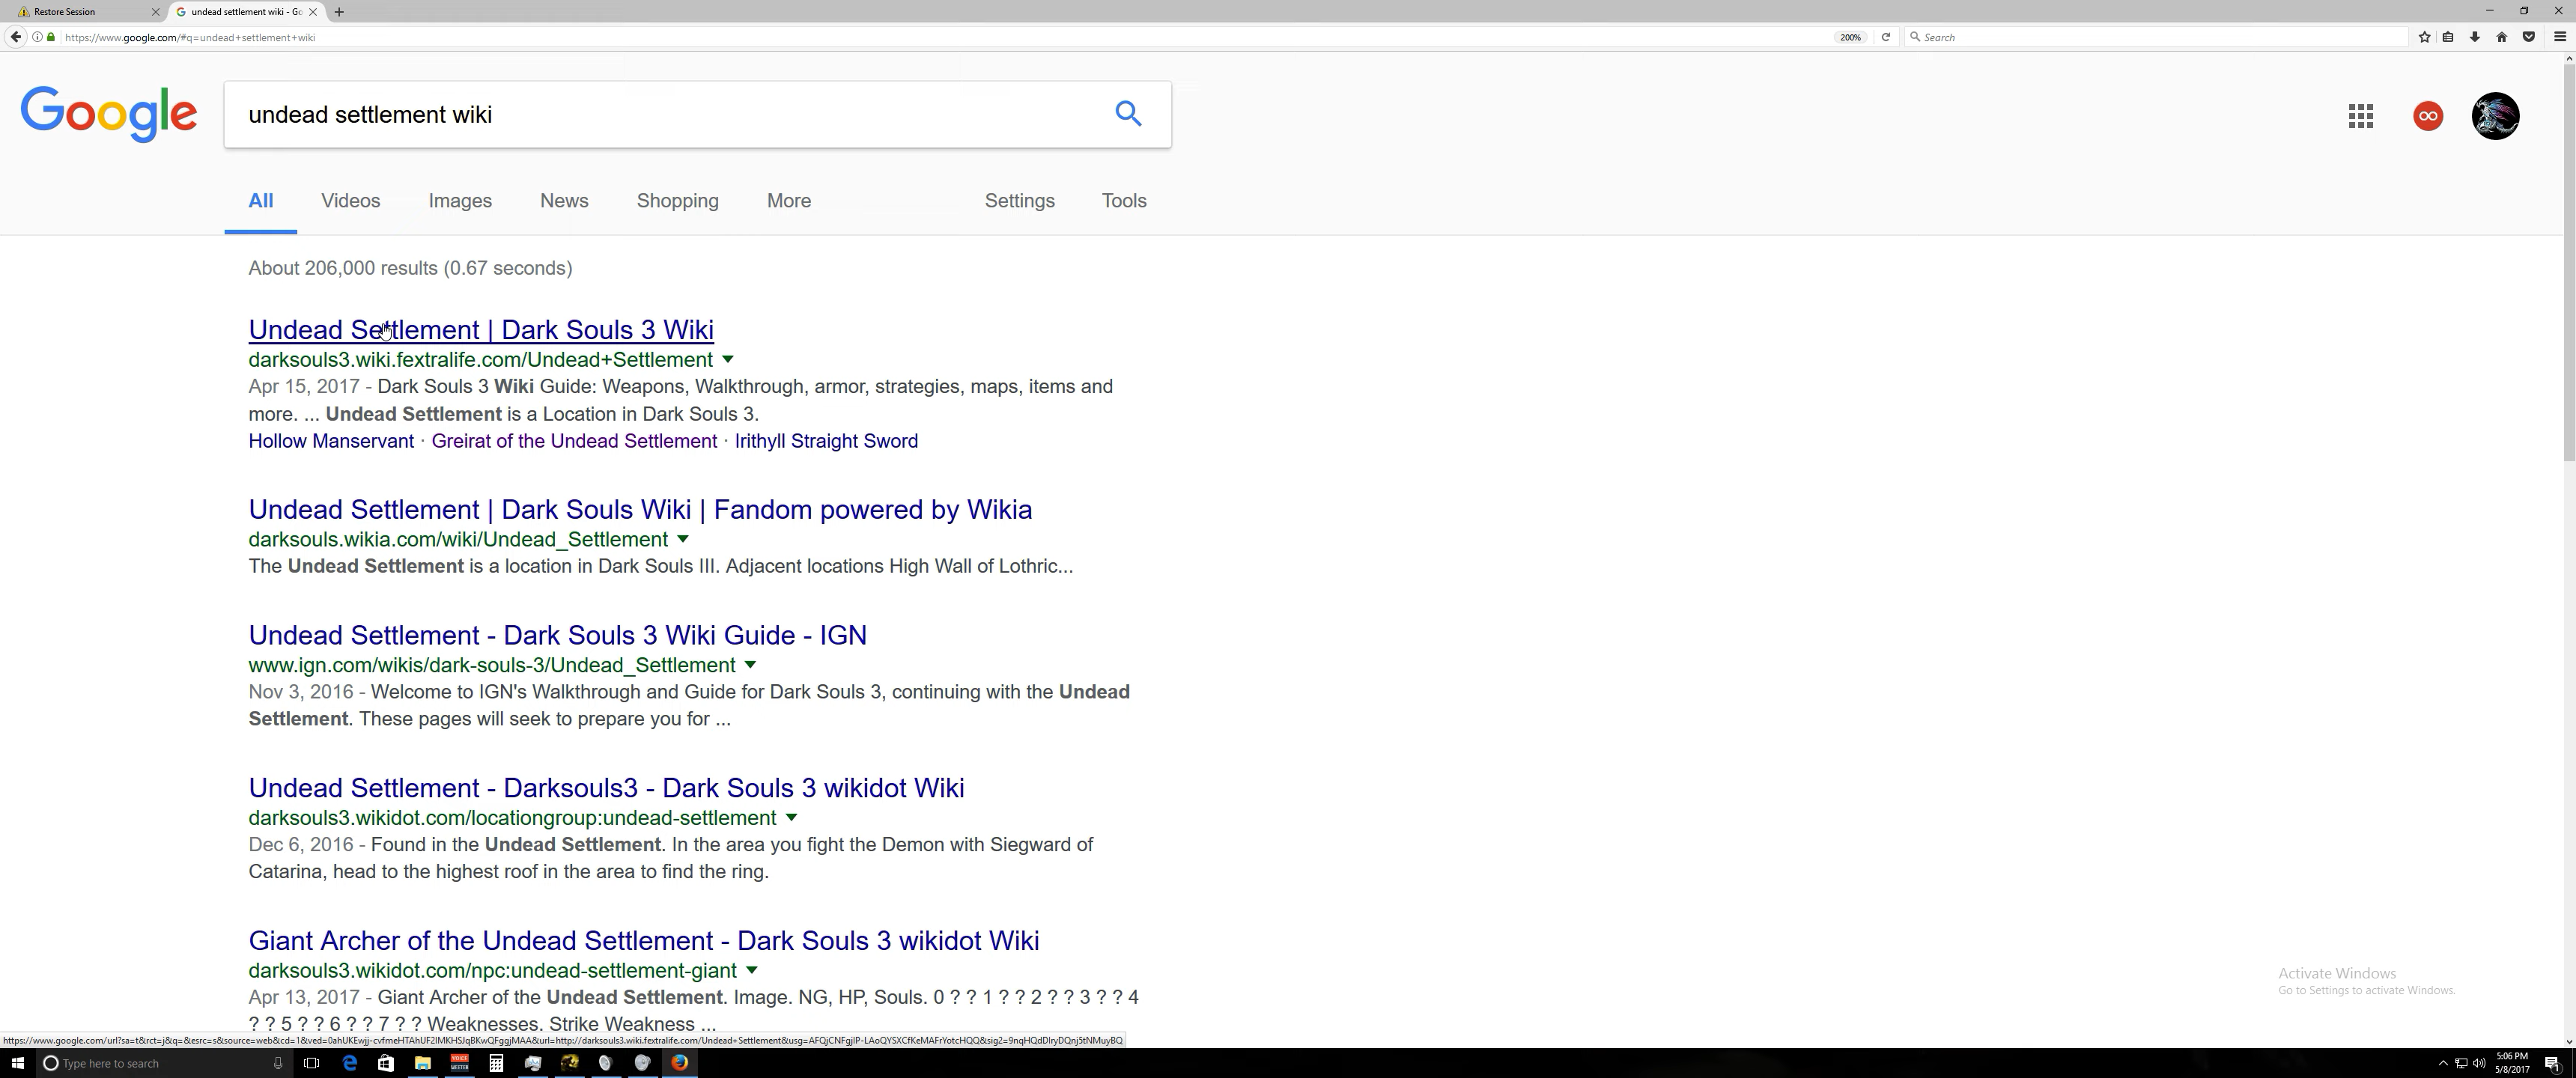 Restore Session
undead settlement wiki - Go
https://www.google.com/#q=undead+settlement+wiki
200%
Search
Google
undead settlement wiki
All Videos Images News Shopping More Settings Tools
About 206,000 results (0.67 seconds)
Undead Settlement | Dark Souls 3 Wiki
darksouls3.wiki.fextralife.com/Undead+Settlement
Apr 15, 2017 - Dark Souls 3 Wiki Guide: Weapons, Walkthrough, armor, strategies, maps, items and
more. ... Undead Settlement is a Location in Dark Souls 3.
Hollow Manservant · Greirat of the Undead Settlement · Irithyll Straight Sword
Undead Settlement | Dark Souls Wiki | Fandom powered by Wikia
darksouls.wikia.com/wiki/Undead_Settlement
The Undead Settlement is a location in Dark Souls III. Adjacent locations High Wall of Lothric...
Undead Settlement - Dark Souls 3 Wiki Guide - IGN
www.ign.com/wikis/dark-souls-3/Undead_Settlement
Nov 3, 2016 - Welcome to IGN's Walkthrough and Guide for Dark Souls 3, continuing with the Undead
Settlement. These pages will seek to prepare you for ...
Undead Settlement - Darksouls3 - Dark Souls 3 wikidot Wiki
darksouls3.wikidot.com/locationgroup:undead-settlement
Dec 6, 2016 - Found in the Undead Settlement. In the area you fight the Demon with Siegward of
Catarina, head to the highest roof in the area to find the ring.
Giant Archer of the Undead Settlement - Dark Souls 3 wikidot Wiki
darksouls3.wikidot.com/npc:undead-settlement-giant
Apr 13, 2017 - Giant Archer of the Undead Settlement. Image. NG, HP, Souls. 0 ? ? 1 ? ? 2 ? ? 3 ? ? 4
? ? 5 ? ? 6 ? ? 7 ? ? Weaknesses. Strike Weakness ...
Activate Windows
Go to Settings to activate Windows.
Type here to search
5:06 PM
5/8/2017